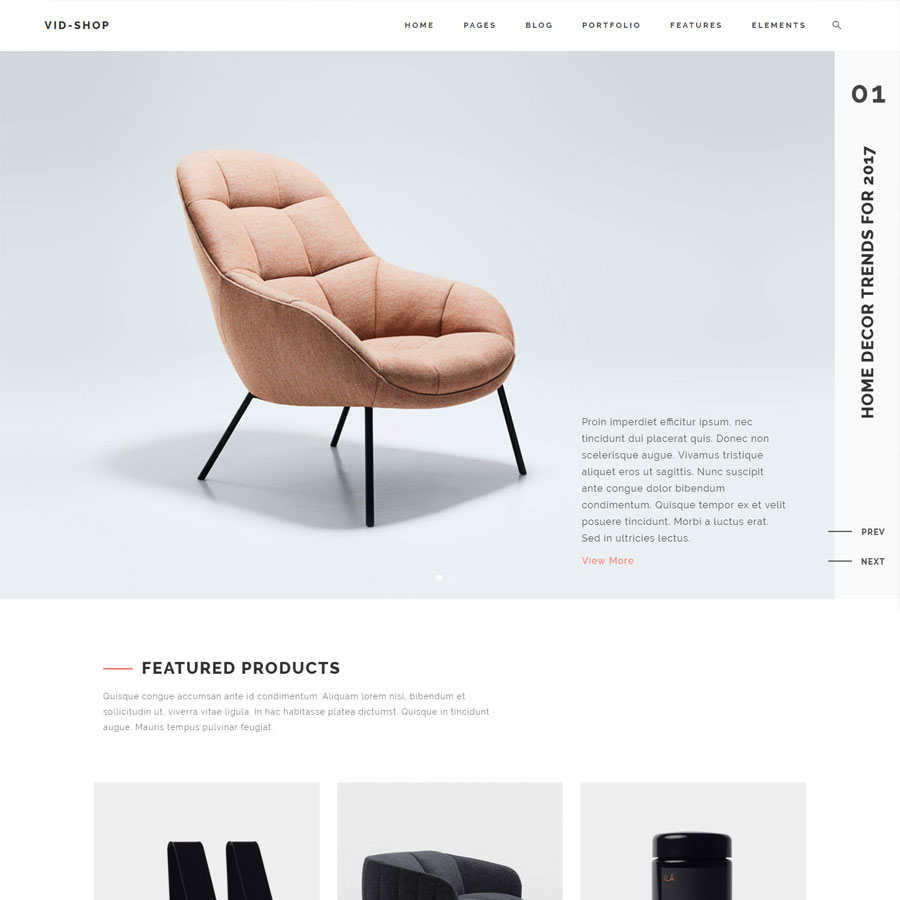 VID-SHOP
HOME PAGES BLOG PORTFOLIO FEATURES ELEMENTS
01
HOME DECOR TRENDS FOR 2017
Proin imperdiet efficitur ipsum, nec
tincidunt dui placerat quis. Donec non
scelerisque augue. Vivamus tristique
aliquet eros ut sagittis. Nunc suscipit
ante congue dolor bibendum
condimentum. Quisque tempor ex et velit
posuere tincidunt. Morbi a luctus erat.
Sed in ultricies lectus.
View More
PREV
NEXT
FEATURED PRODUCTS
Quisque congue accumsan ante id condimentum. Aliquam lorem nisl, bibendum et
sollicitudin ut, viverra vitae ligula. In hac habitasse platea dictumst. Quisque in tincidunt
augue. Mauris tempus pulvinar feugiat.